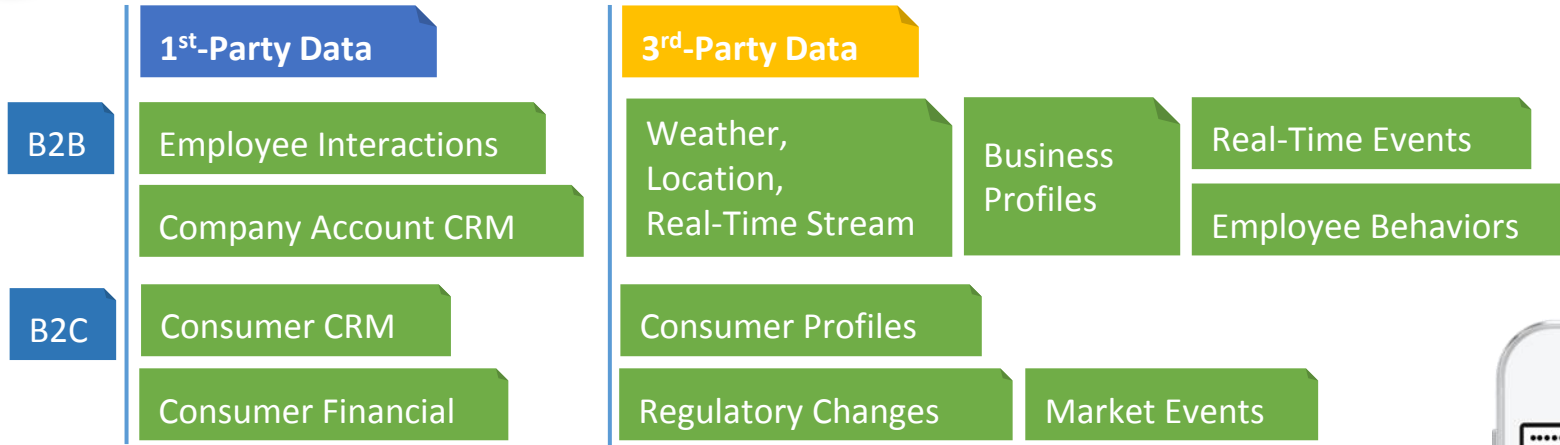 1st-Party Data
3rd-Party Data
B2B
Employee Interactions
Company Account CRM
Weather,
Location,
Real-Time Stream
Business
Profiles
Real-Time Events
Employee Behaviors
B2C
Consumer CRM
Consumer Financial
Consumer Profiles
Regulatory Changes
Market Events